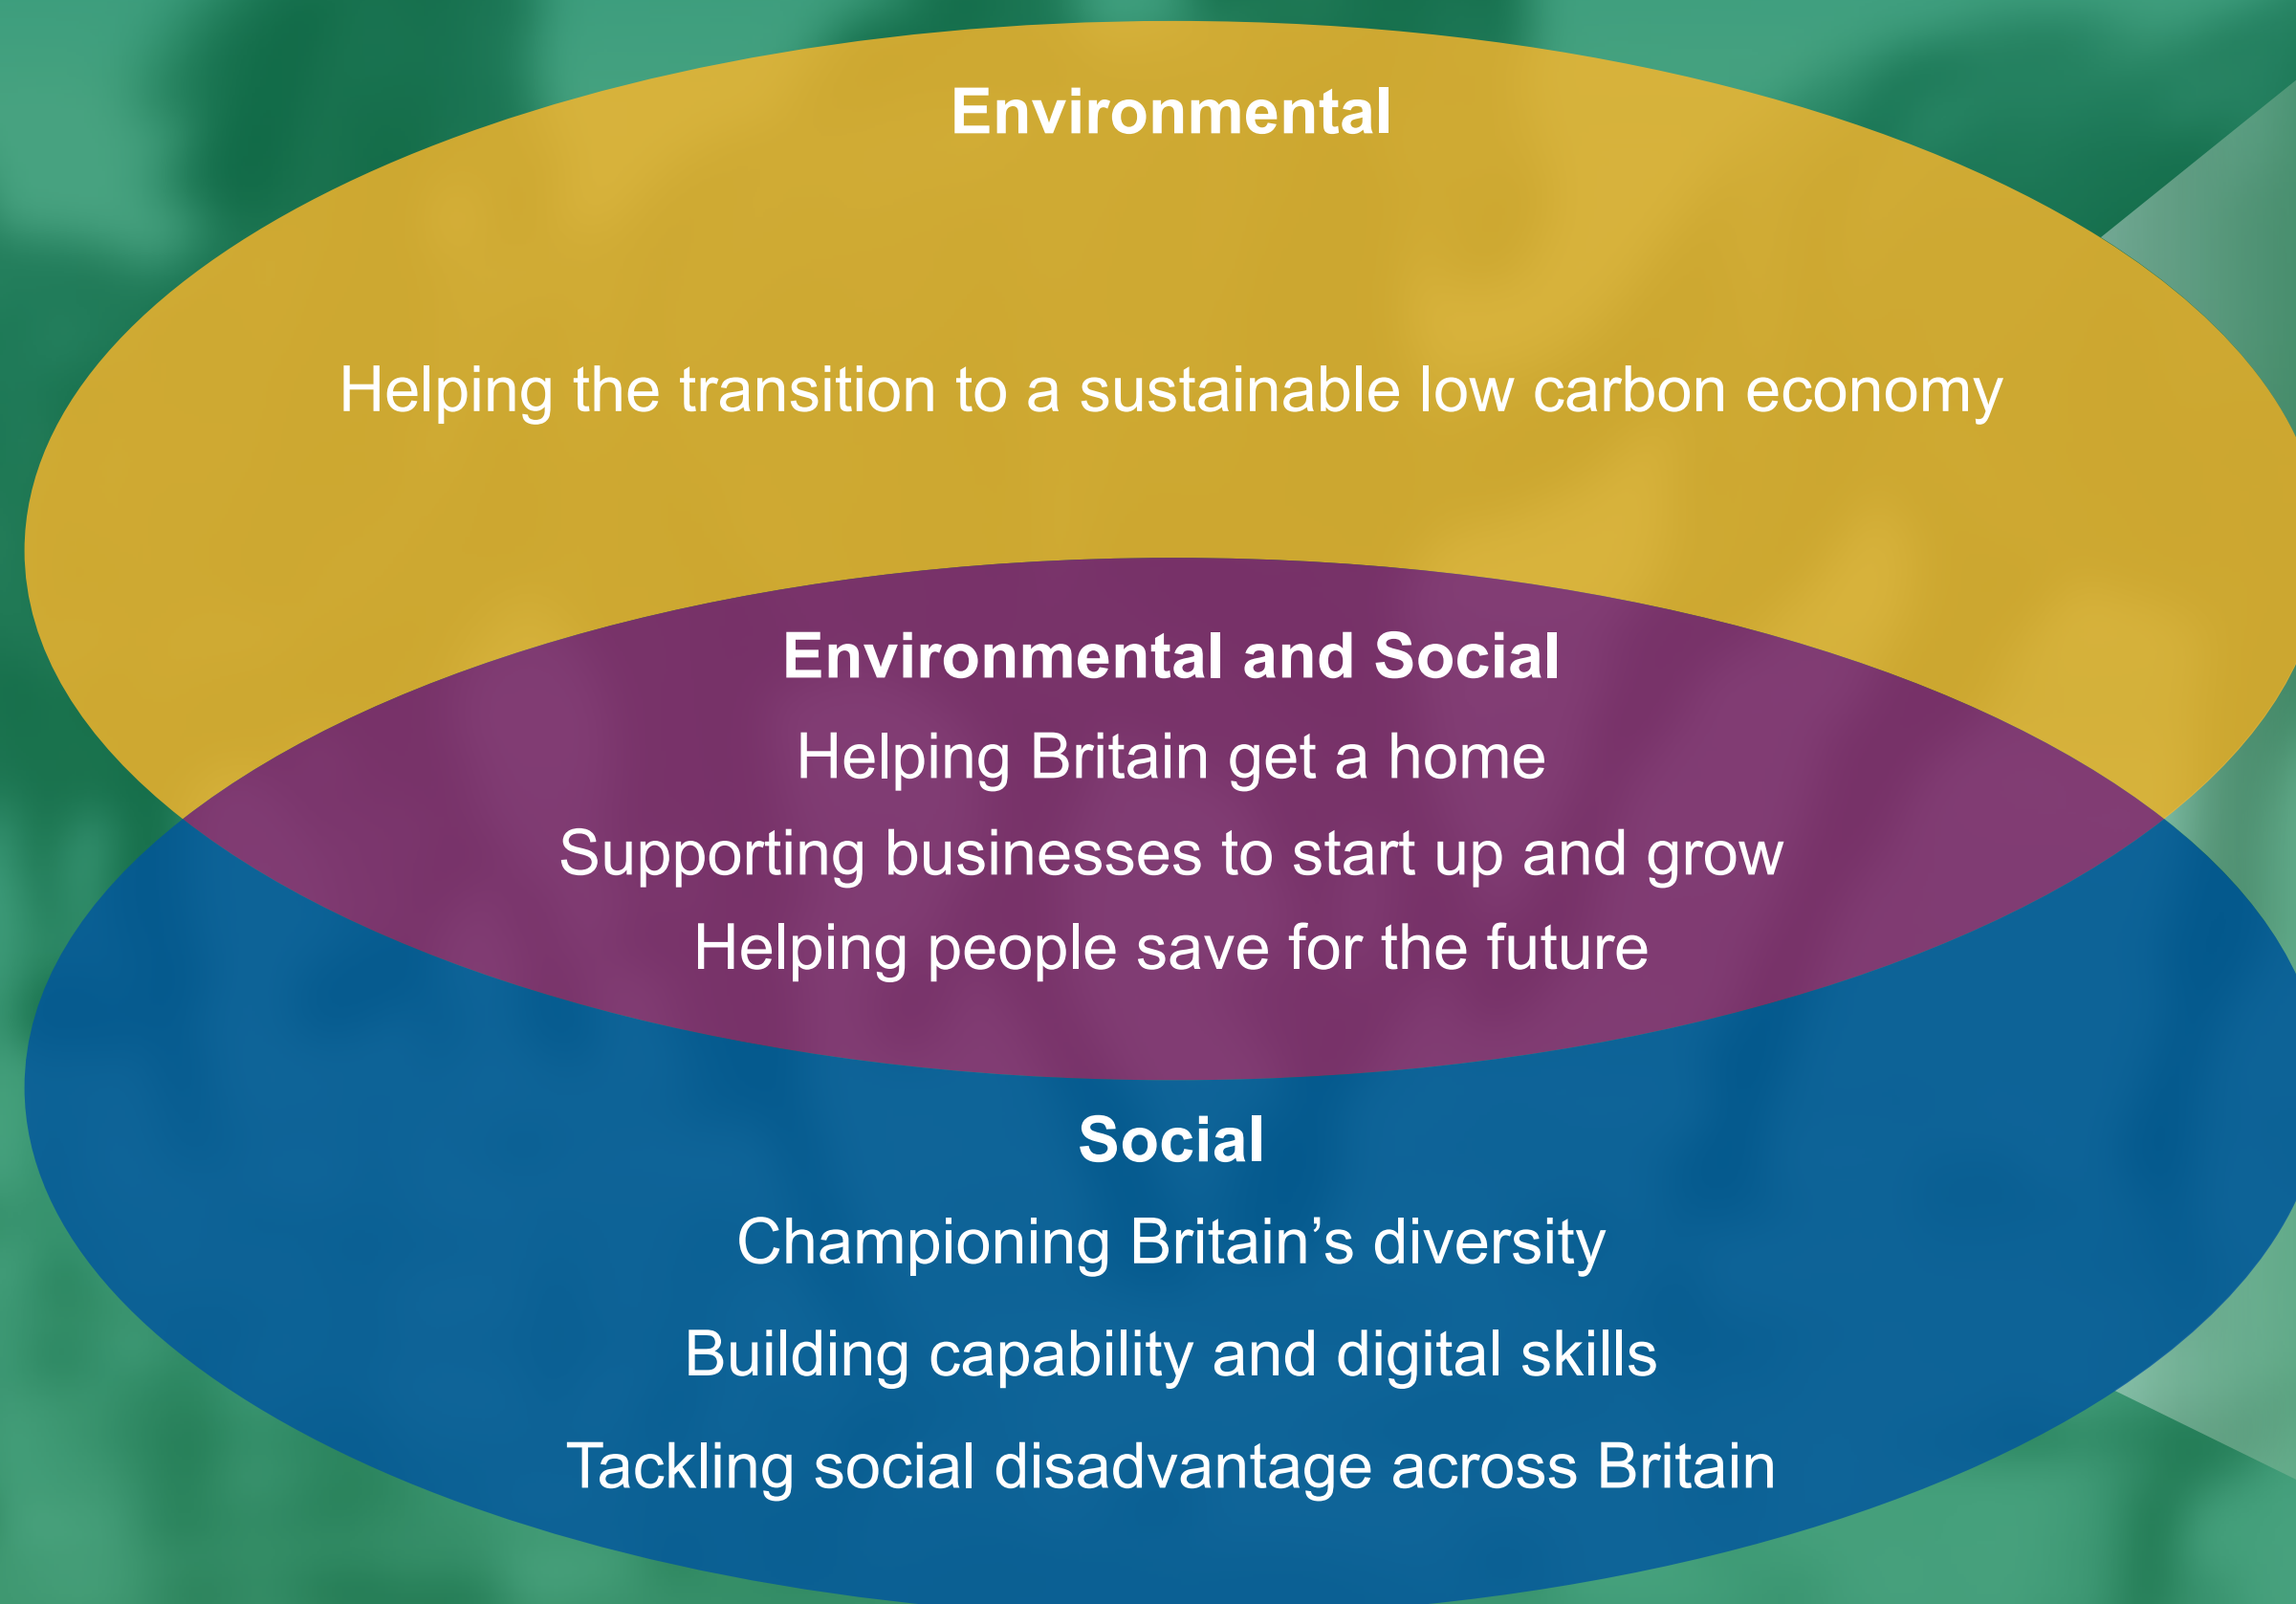 Environmental
Helping the transition to a sustainable low carbon economy
Environmental and Social
Helping Britain get a home
Supporting businesses to start up and grow
Helping people save for the future
Social
Championing Britain’s diversity
Building capability and digital skills
Tackling social disadvantage across Britain